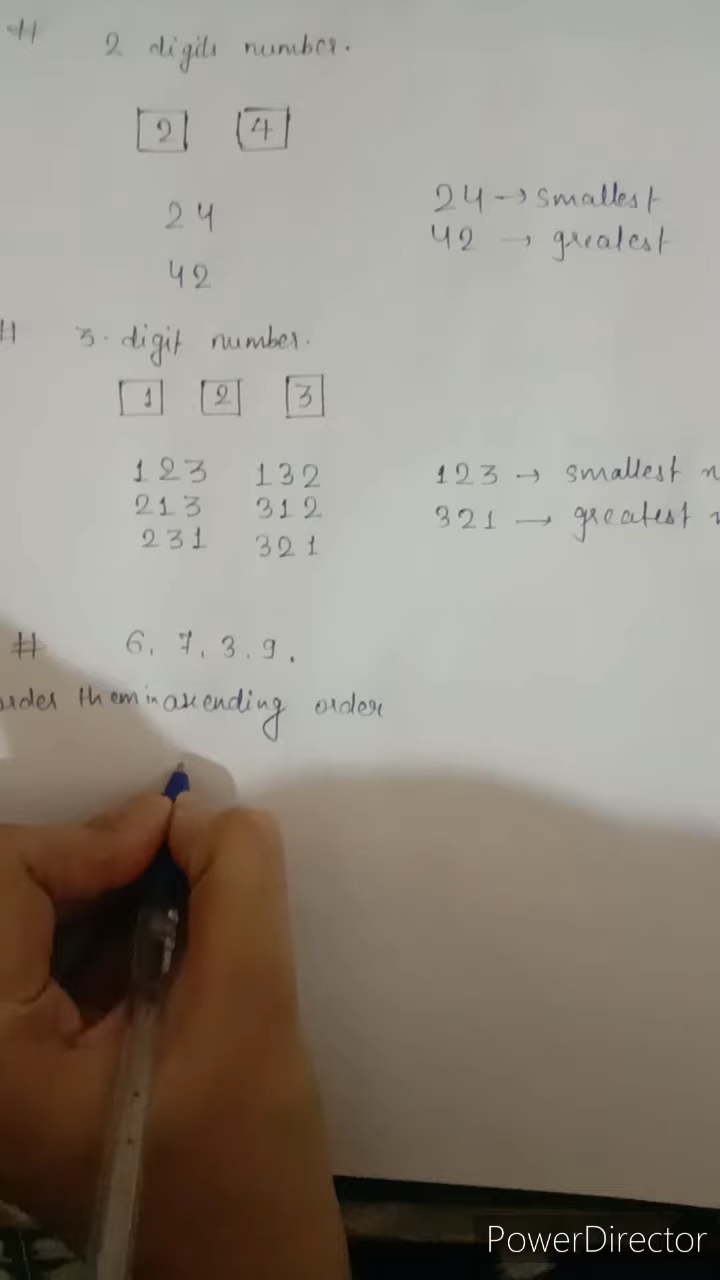 # 2 digits number.
2 4
24
42
24 → smallest
42 → greatest
# 3-digit number.
1 2 3
123 132
213 312
231 321
123 → smallest n
321 → greatest
# 6, 7, 3, 9.
order them in ascending order
PowerDirector